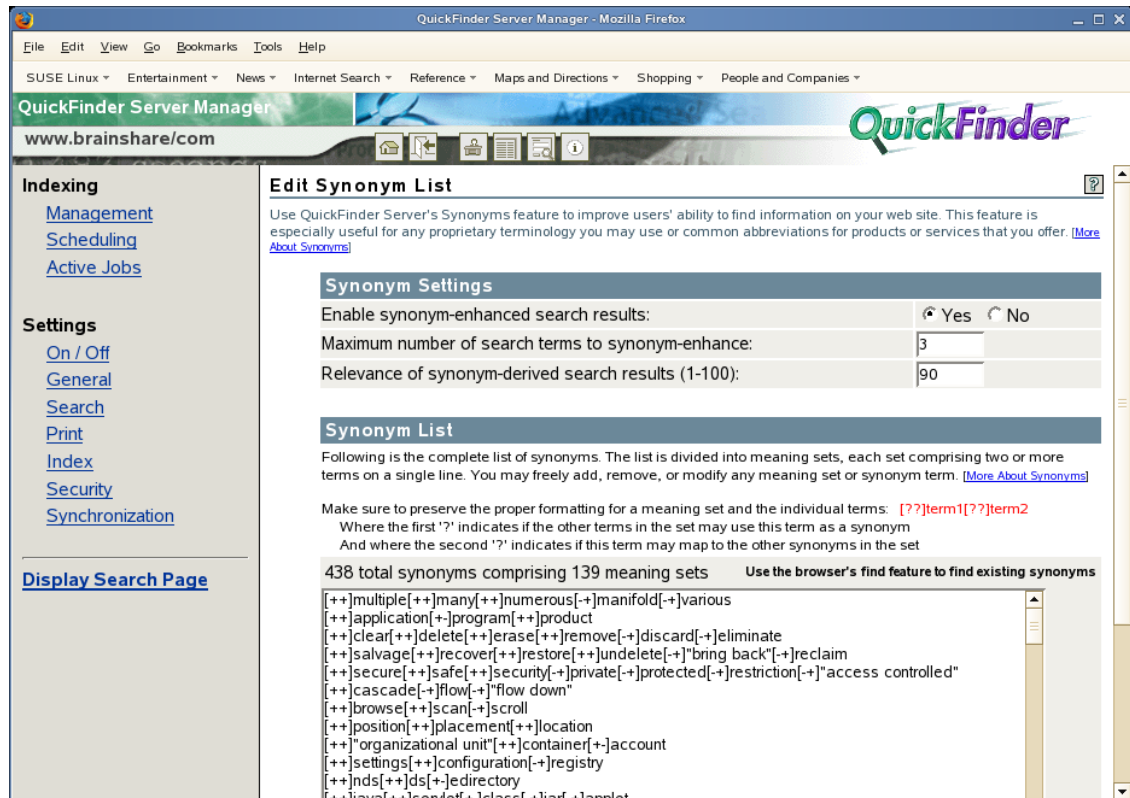 QuickFinder Server Manager - Mozilla Firefox
File Edit View Go Bookmarks Tools Help
SUSE Linux Entertainment News Internet Search Reference Maps and Directions Shopping People and Companies
QuickFinder Server Manager
www.brainshare/com
QuickFinder
Indexing
Management
Scheduling
Active Jobs
Settings
On / Off
General
Search
Print
Index
Security
Synchronization
Display Search Page
Edit Synonym List
?
Use QuickFinder Server's Synonyms feature to improve users' ability to find information on your web site. This feature is
especially useful for any proprietary terminology you may use or common abbreviations for products or services that you offer. [More
About Synonyms]
Synonym Settings
Enable synonym-enhanced search results: Yes No
Maximum number of search terms to synonym-enhance: 3
Relevance of synonym-derived search results (1-100): 90
Synonym List
Following is the complete list of synonyms. The list is divided into meaning sets, each set comprising two or more
terms on a single line. You may freely add, remove, or modify any meaning set or synonym term. [More About Synonyms]
Make sure to preserve the proper formatting for a meaning set and the individual terms: [??]term1[??]term2
Where the first '?' indicates if the other terms in the set may use this term as a synonym
And where the second '?' indicates if this term may map to the other synonyms in the set
438 total synonyms comprising 139 meaning sets Use the browser's find feature to find existing synonyms
[++]multiple[++]many[++]numerous[-+]manifold[-+]various
[++]application[+-]program[++]product
[++]clear[++]delete[++]erase[++]remove[-+]discard[-+]eliminate
[++]salvage[++]recover[++]restore[++]undelete[-+]"bring back"[-+]reclaim
[++]secure[++]safe[++]security[-+]private[-+]protected[-+]restriction[-+]"access controlled"
[++]cascade[-+]flow[-+]"flow down"
[++]browse[++]scan[-+]scroll
[++]position[++]placement[++]location
[++]"organizational unit"[++]container[+-]account
[++]settings[++]configuration[-+]registry
[++]nds[++]ds[+-]edirectory